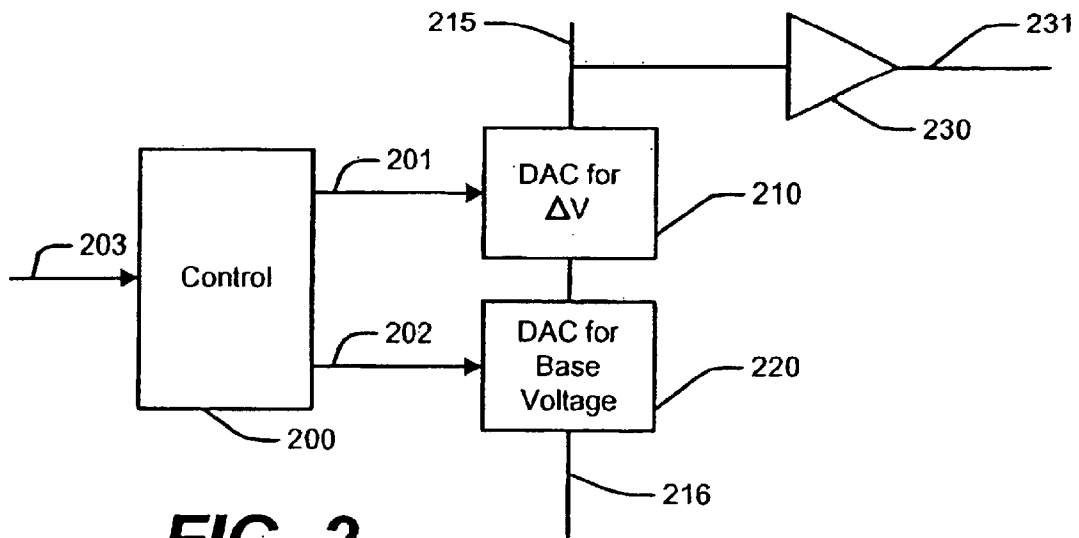 215
231
230
201
DAC for
ΔV
210
203
Control
202
DAC for
Base
Voltage
220
200
216
FIG. 2